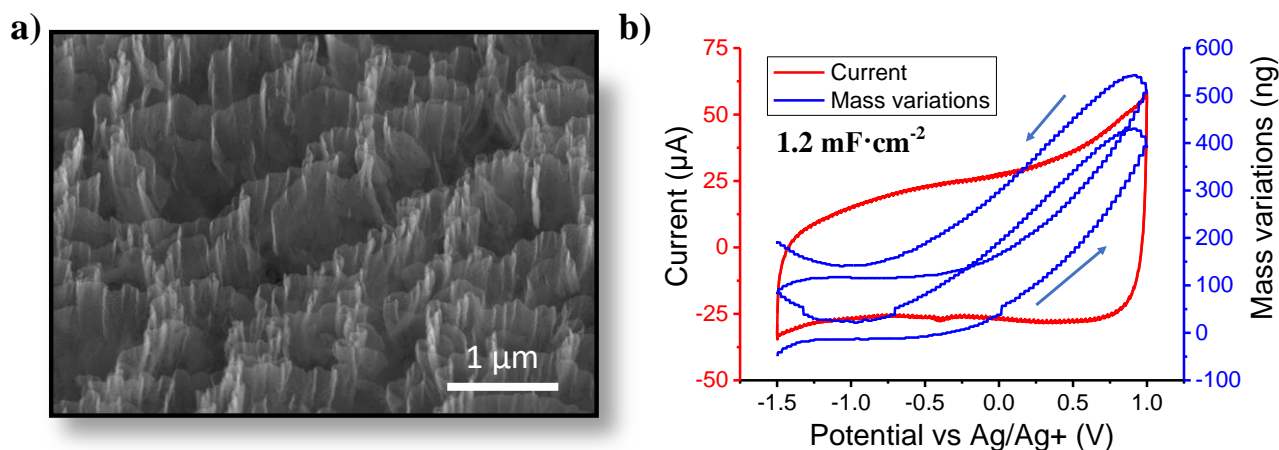 a)
1 µm
b)
Current
Mass variations
1.2 mF·cm-2
75
50
25
0
-25
-50
Current (µA)
600
500
400
300
200
100
0
-100
Mass variations (ng)
-1.5 -1.0 -0.5 0.0 0.5 1.0
Potential vs Ag/Ag+ (V)